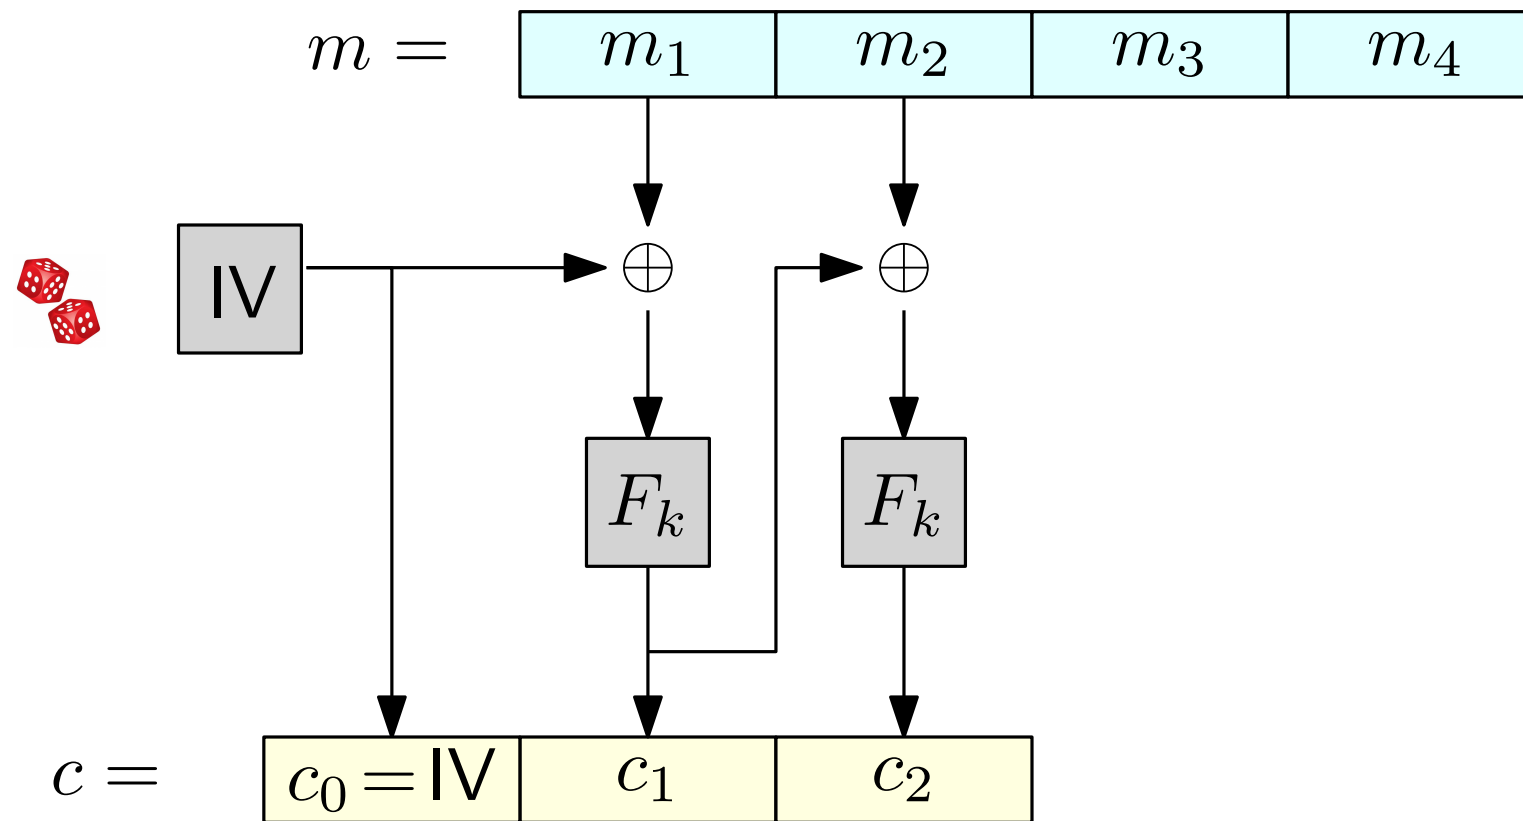 m = m₁ m₂ m₃ m₄
IV ⊕ ⊕
Fₖ Fₖ
c = c₀ = IV c₁ c₂